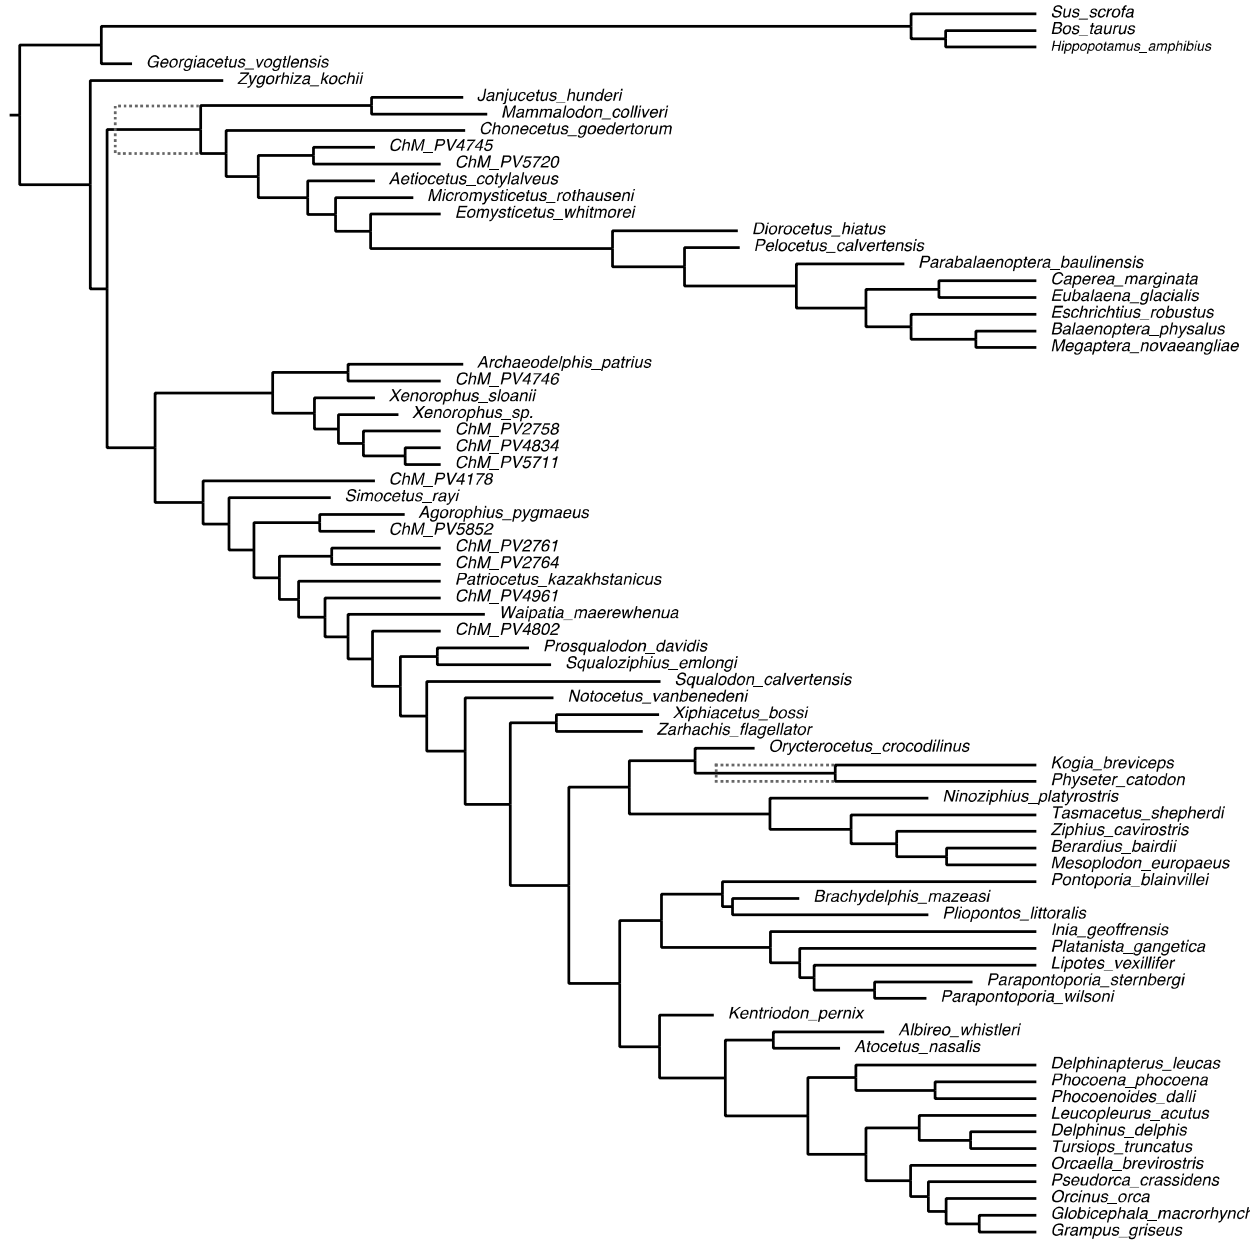 Sus_scrofa
Bos_taurus
Hippopotamus_amphibius
Georgiacetus_vogtlensis
Zygorhiza_kochii
Janjucetus_hunderi
Mammalodon_colliveri
Chonecetus_goedertorum
ChM_PV4745
ChM_PV5720
Aetiocetus_cotylalveus
Micromysticetus_rothauseni
Eomysticetus_whitmorei
Diorocetus_hiatus
Pelocetus_calvertensis
Parabalaenoptera_baulinensis
Caperea_marginata
Eubalaena_glacialis
Eschrichtius_robustus
Balaenoptera_physalus
Megaptera_novaeangliae
Archaeodelphis_patrius
ChM_PV4746
Xenorophus_sloanii
Xenorophus_sp.
ChM_PV2758
ChM_PV4834
ChM_PV5711
ChM_PV4178
Simocetus_rayi
Agorophius_pygmaeus
ChM_PV5852
ChM_PV2761
ChM_PV2764
Patriocetus_kazakhstanicus
ChM_PV4961
Waipatia_maerewhenua
ChM_PV4802
Prosqualodon_davidis
Squaloziphius_emlongi
Squalodon_calvertensis
Notocetus_vanbenedeni
Xiphiacetus_bossi
Zarhachis_flagellator
Orycterocetus_crocodilinus
Kogia_breviceps
Physeter_catodon
Ninoziphius_platyrostris
Tasmacetus_shepherdi
Ziphius_cavirostris
Berardius_bairdii
Mesoplodon_europaeus
Pontoporia_blainvillei
Brachydelphis_mazeasi
Pliopontos_littoralis
Inia_geoffrensis
Platanista_gangetica
Lipotes_vexillifer
Parapontoporia_sternbergi
Parapontoporia_wilsoni
Kentriodon_pernix
Albireo_whistleri
Atocetus_nasalis
Delphinapterus_leucas
Phocoena_phocoena
Phocoenoides_dalli
Leucopleurus_acutus
Delphinus_delphis
Tursiops_truncatus
Orcaella_brevirostris
Pseudorca_crassidens
Orcinus_orca
Globicephala_macrorhynch
Grampus_griseus